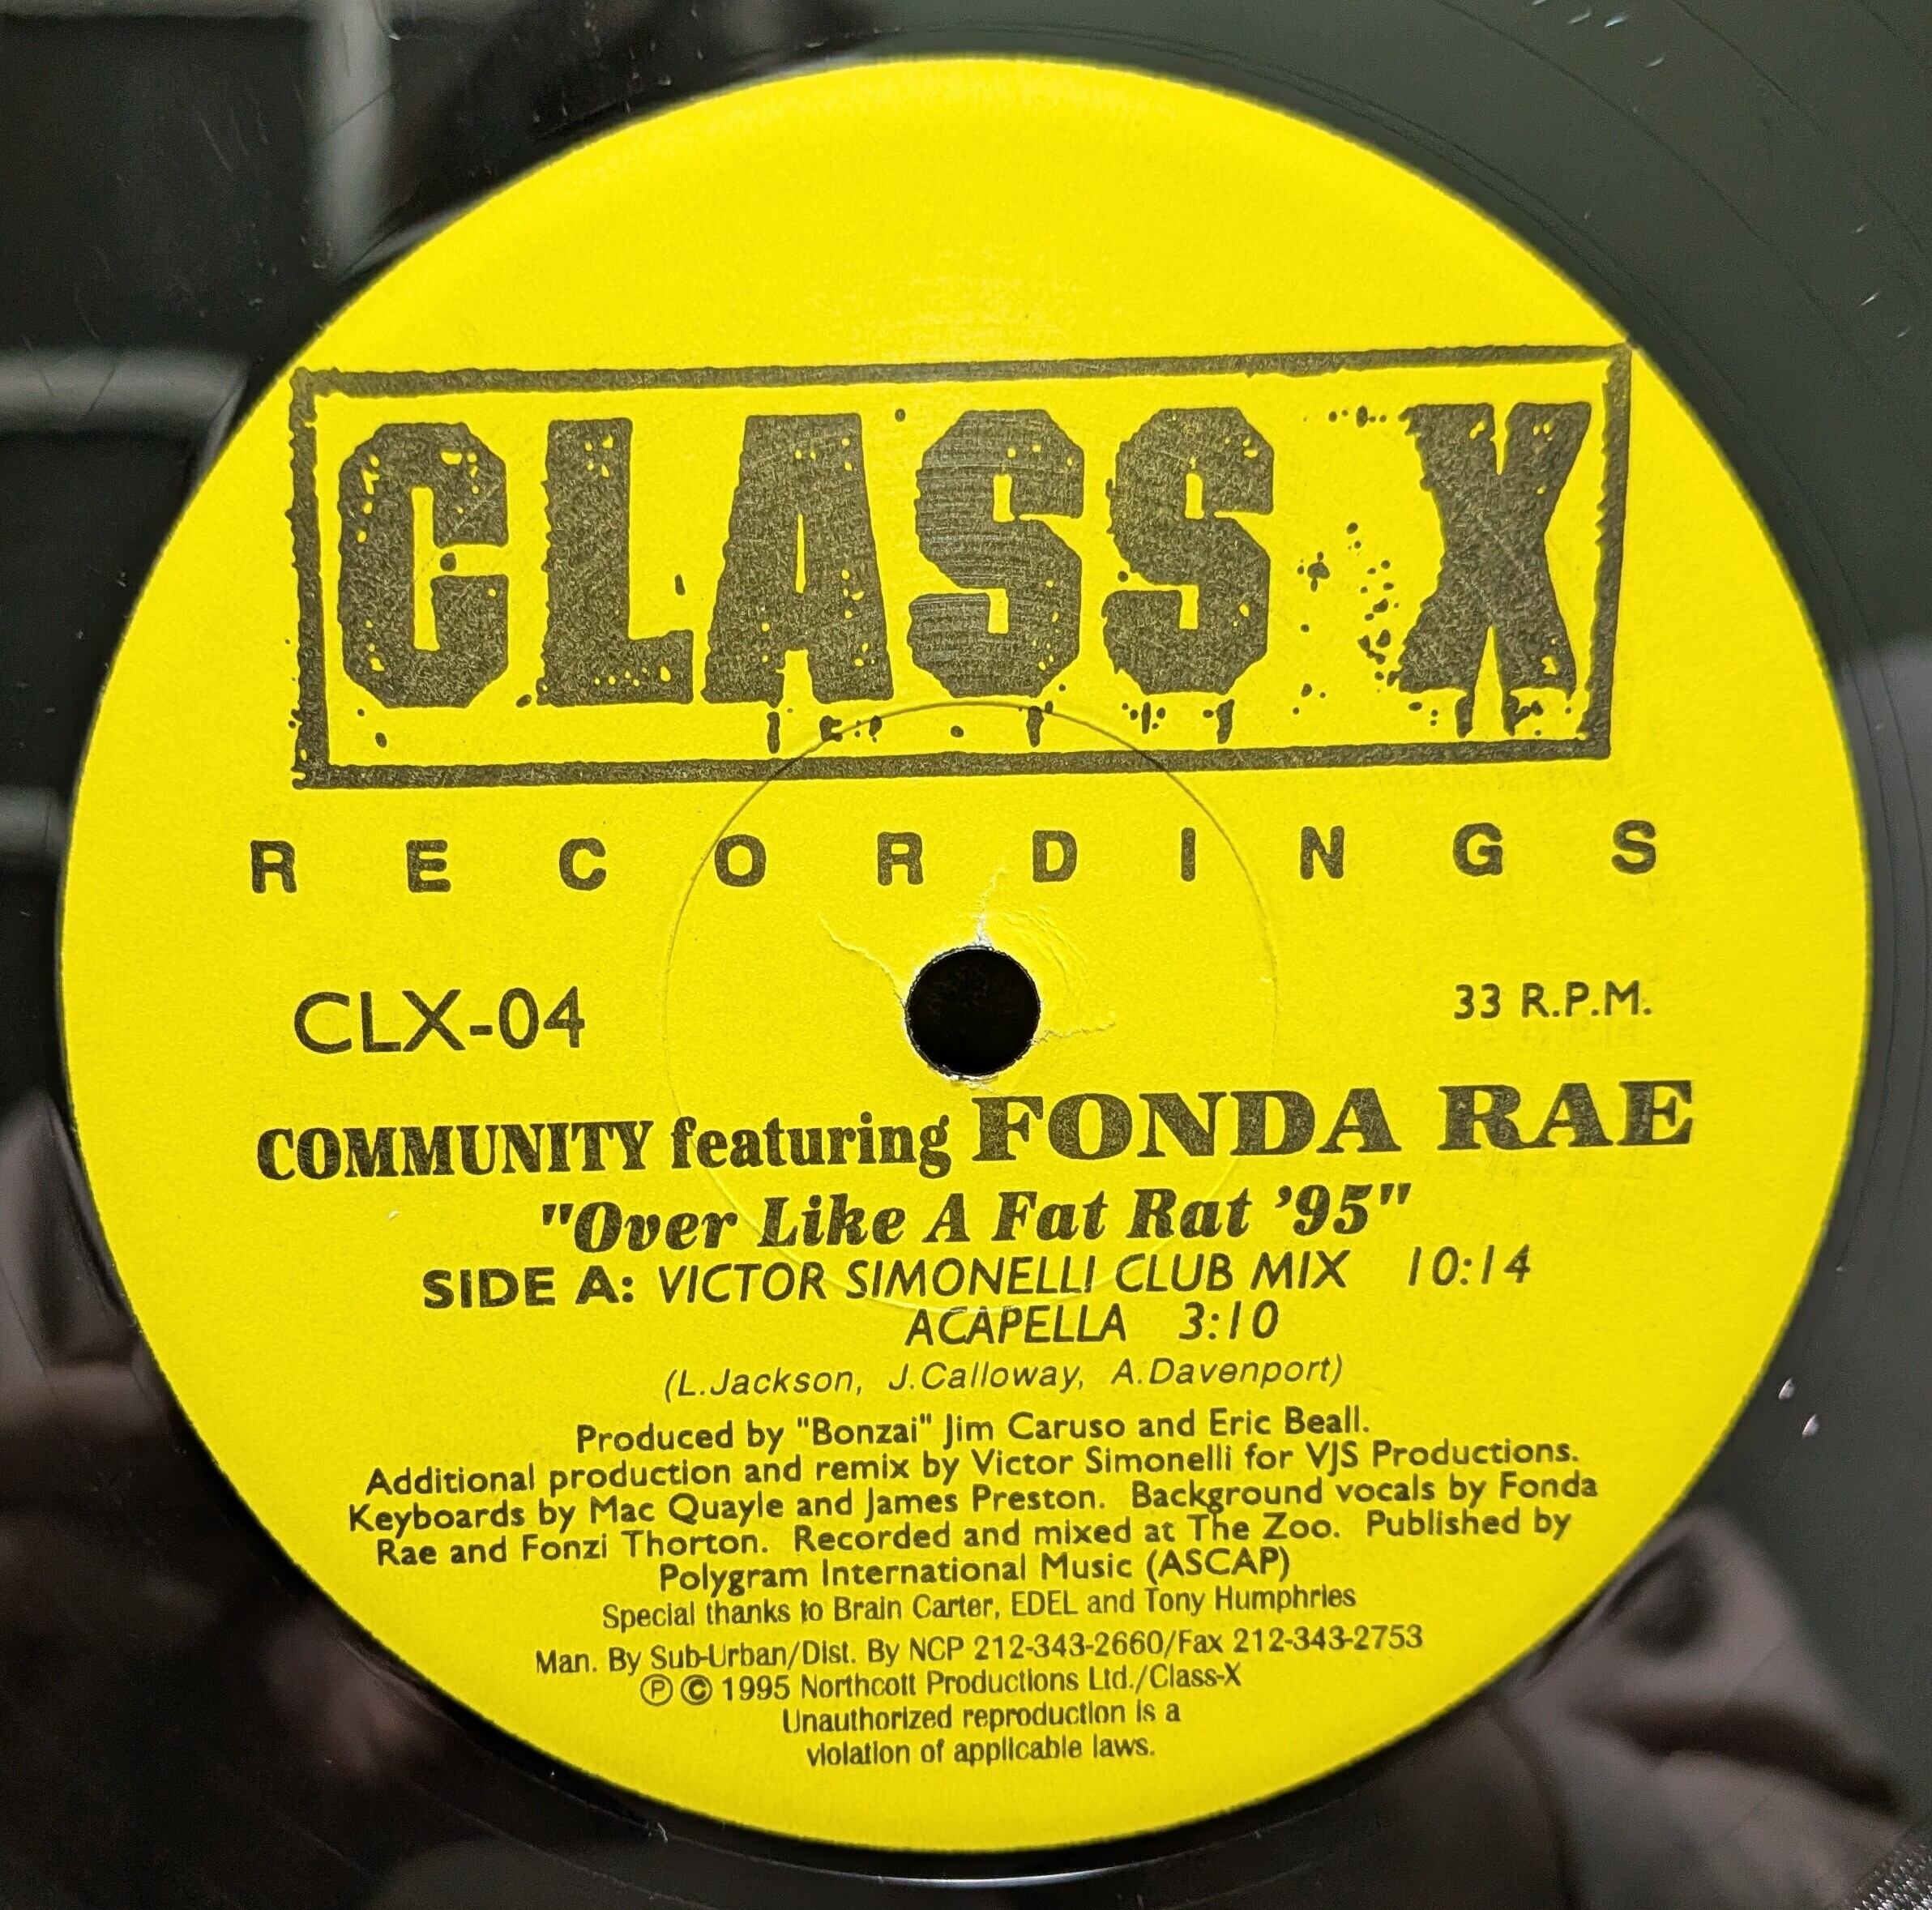 CLASS X
RECORDINGS
CLX-04
33 R.P.M.
COMMUNITY featuring FONDA RAE
"Over Like A Fat Rat '95"
SIDE A: VICTOR SIMONELLI CLUB MIX 10:14
ACAPELLA 3:10
(L.Jackson, J.Calloway, A.Davenport)
Produced by "Bonzai" Jim Caruso and Eric Beall.
Additional production and remix by Victor Simonelli for VJS Productions.
Keyboards by Mac Quayle and James Preston. Background vocals by Fonda
Rae and Fonzi Thorton. Recorded and mixed at The Zoo. Published by
Polygram International Music (ASCAP)
Special thanks to Brain Carter, EDEL and Tony Humphries
Man. By Sub-Urban/Dist. By NCP 212-343-2660/Fax 212-343-2753
℗ © 1995 Northcott Productions Ltd./Class-X
Unauthorized reproduction is a
violation of applicable laws.